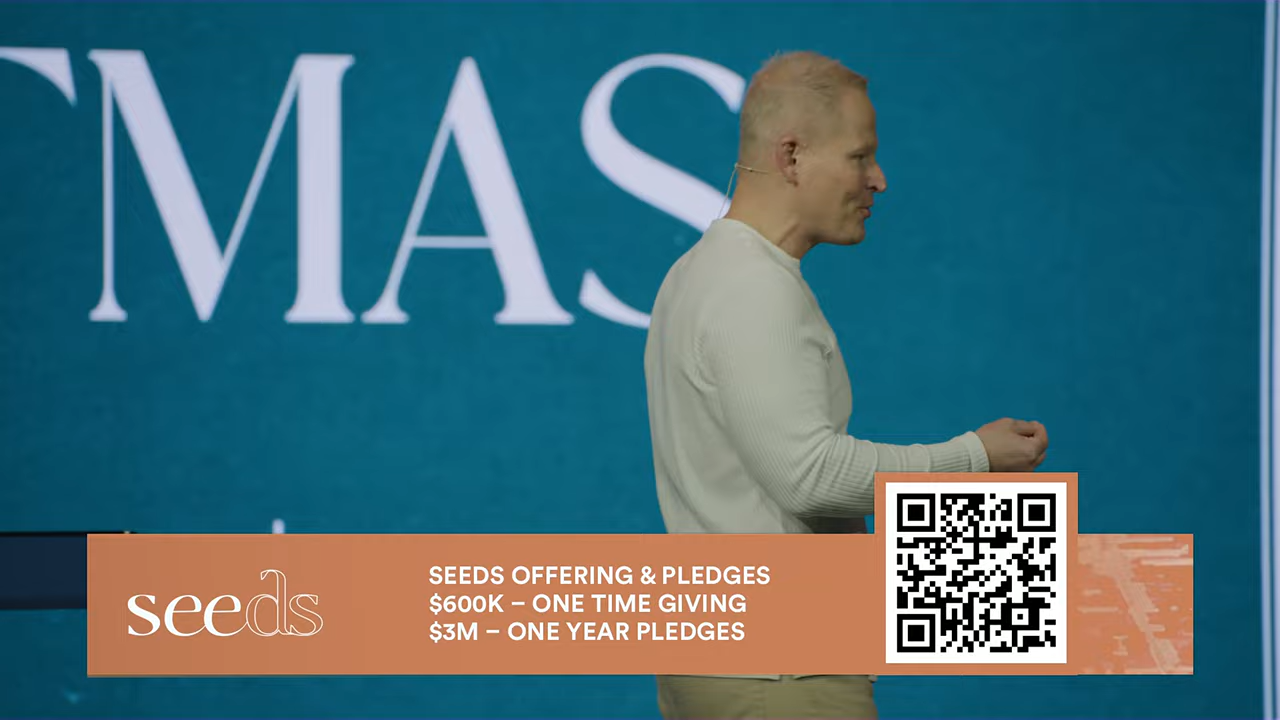 TMAS
seeds
SEEDS OFFERING & PLEDGES
$600K – ONE TIME GIVING
$3M – ONE YEAR PLEDGES